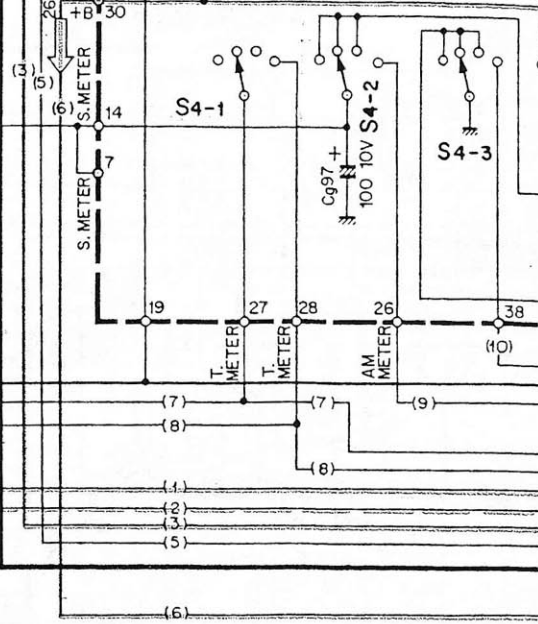 26
+B
30
(3)
(5)
(6)
S. METER
14
7
S. METER
S4-1
S4-2
S4-3
+
Cg97
100 10V
19
27
28
26
38
T. METER
T. METER
AM METER
(10)
(7)
(7)
(9)
(8)
(8)
(1)
(2)
(3)
(5)
(6)